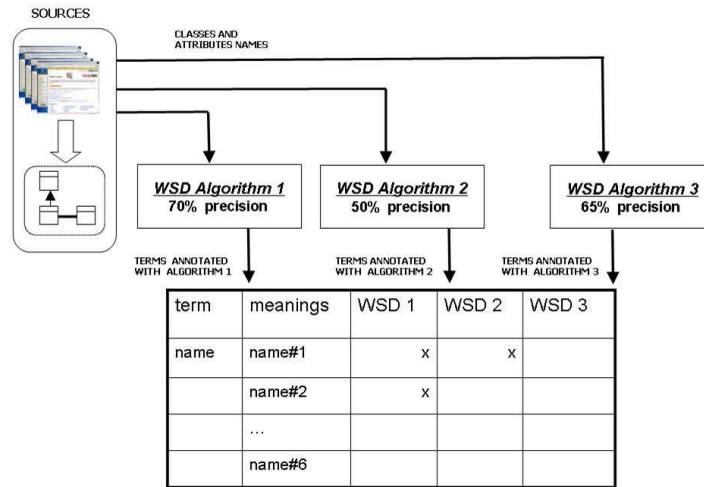 SOURCES
CLASSES AND
ATTRIBUTES NAMES
WSD Algorithm 1
70% precision
WSD Algorithm 2
50% precision
WSD Algorithm 3
65% precision
TERMS ANNOTATED
WITH ALGORITHM 1
TERMS ANNOTATED
WITH ALGORITHM 2
TERMS ANNOTATED
WITH ALGORITHM 3
term meanings WSD 1 WSD 2 WSD 3
name name#1 x x
name#2 x
...
name#6